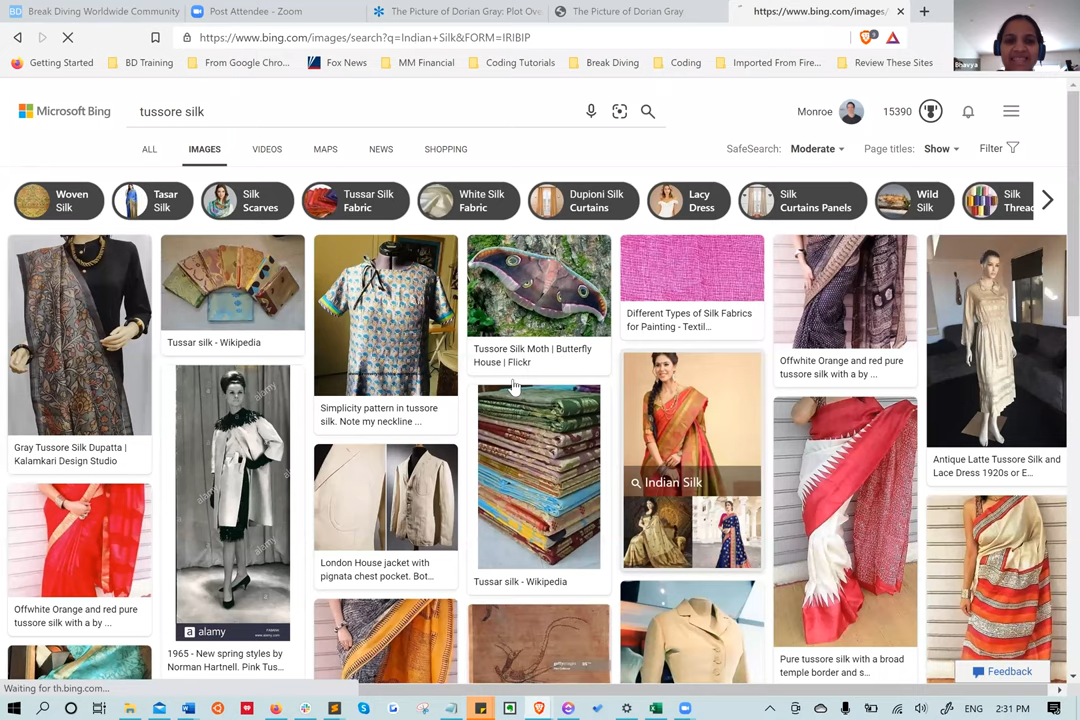 Break Diving Worldwide Community
Post Attendee - Zoom
The Picture of Dorian Gray: Plot Ove
The Picture of Dorian Gray
https://www.bing.com/images/
https://www.bing.com/images/search?q=Indian+Silk&FORM=IRIBIP
Getting Started
BD Training
From Google Chro...
Fox News
MM Financial
Coding Tutorials
Break Diving
Coding
Imported From Fire...
Review These Sites
Bhavya
Microsoft Bing
tussore silk
Monroe
15390
ALL
IMAGES
VIDEOS
MAPS
NEWS
SHOPPING
SafeSearch: Moderate
Page titles: Show
Filter
Woven
Silk
Tasar
Silk
Silk
Scarves
Tussar Silk
Fabric
White Silk
Fabric
Dupioni Silk
Curtains
Lacy
Dress
Silk
Curtains Panels
Wild
Silk
Silk
Thread
Gray Tussore Silk Dupatta |
Kalamkari Design Studio
Offwhite Orange and red pure
tussore silk with a by ...
Tussar silk - Wikipedia
alamy
1965 - New spring styles by
Norman Hartnell. Pink Tus...
Simplicity pattern in tussore
silk. Note my neckline ...
London House jacket with
pignata chest pocket. Bot...
Tussore Silk Moth | Butterfly
House | Flickr
Tussar silk - Wikipedia
Different Types of Silk Fabrics
for Painting - Textil...
Indian Silk
Offwhite Orange and red pure
tussore silk with a by ...
Pure tussore silk with a broad
temple border and s...
Antique Latte Tussore Silk and
Lace Dress 1920s or E...
Feedback
Waiting for th.bing.com...
ENG
2:31 PM